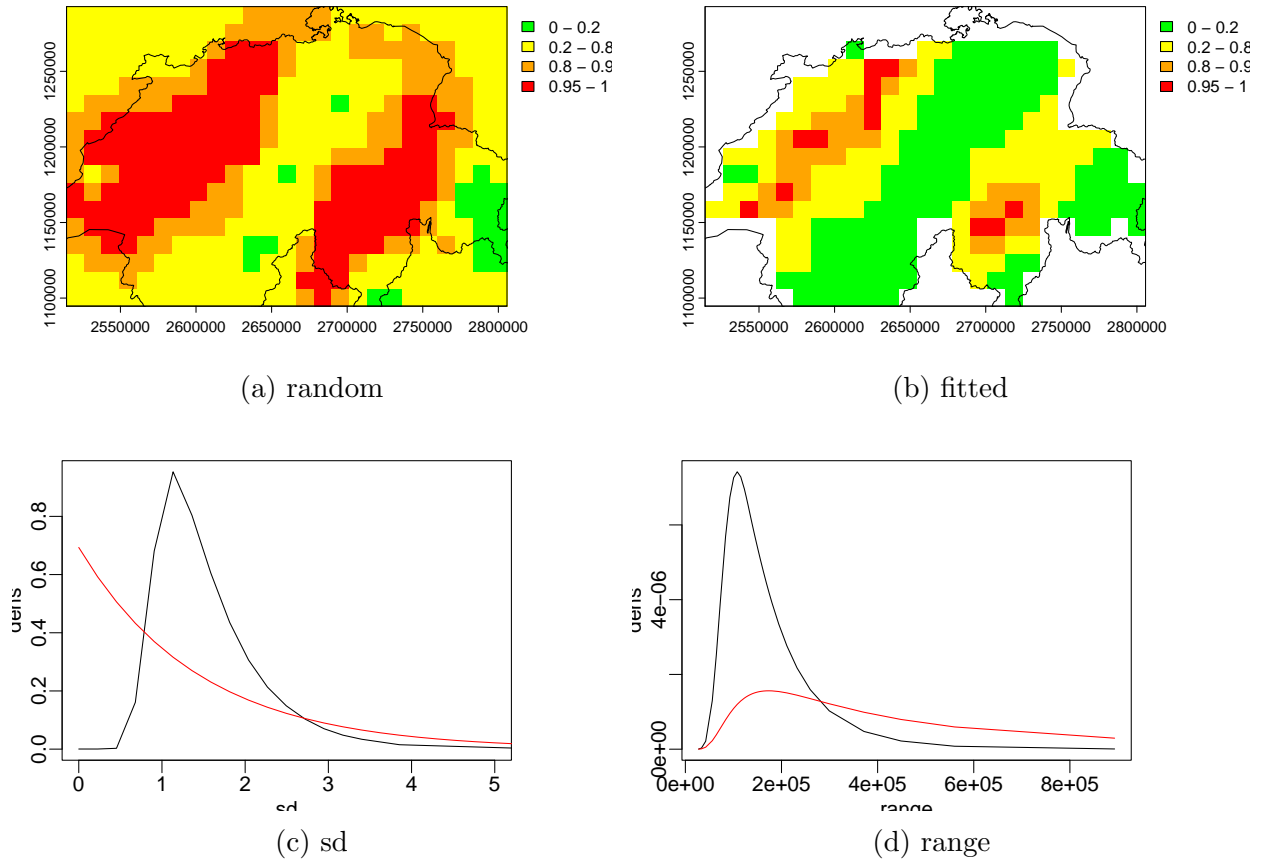 0 – 0.2
0.2 – 0.8
0.8 – 0.9
0.95 – 1
1250000
1200000
1150000
1100000
2550000 2600000 2650000 2700000 2750000 2800000
(a) random
0 – 0.2
0.2 – 0.8
0.8 – 0.9
0.95 – 1
1250000
1200000
1150000
1100000
2550000 2600000 2650000 2700000 2750000 2800000
(b) fitted
dens
0.8
0.6
0.4
0.2
0.0
0 1 2 3 4 5
sd
(c) sd
dens
4e−06
0e+00
0e+00 2e+05 4e+05 6e+05 8e+05
range
(d) range